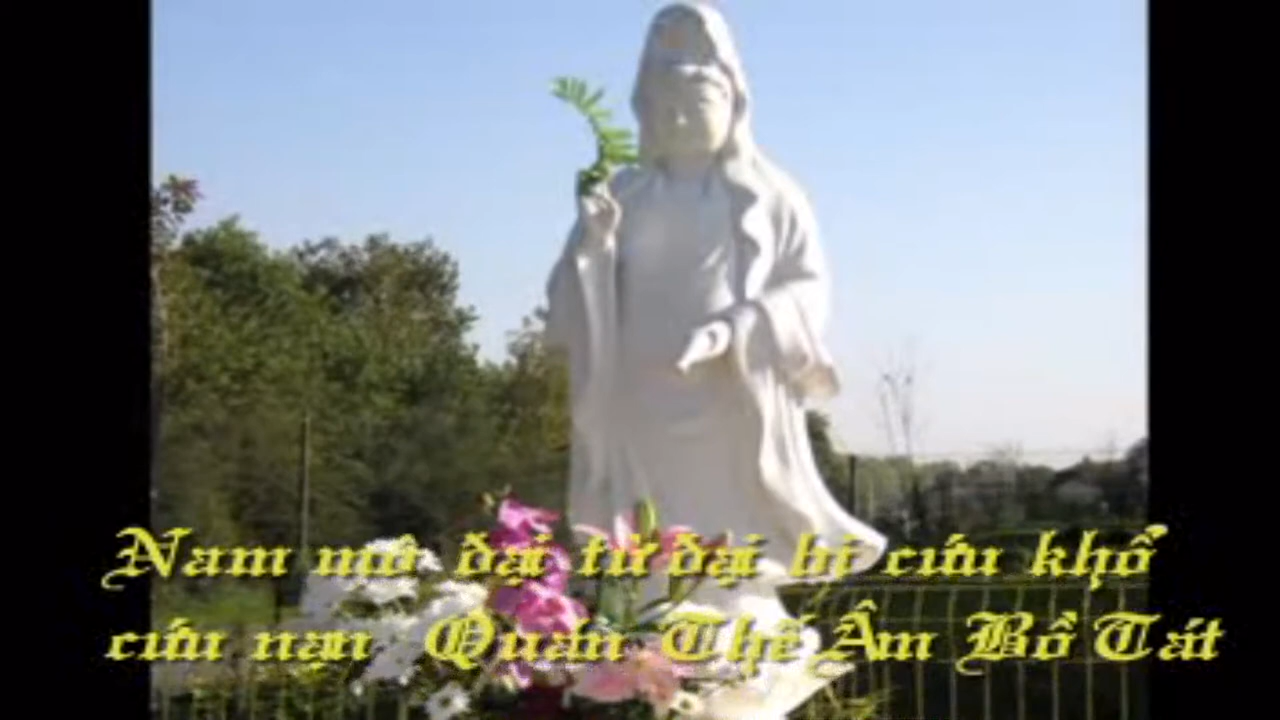 Nam mô đại từ đại bi cứu khổ
cứu nạn Quán Thế Âm Bồ Tát